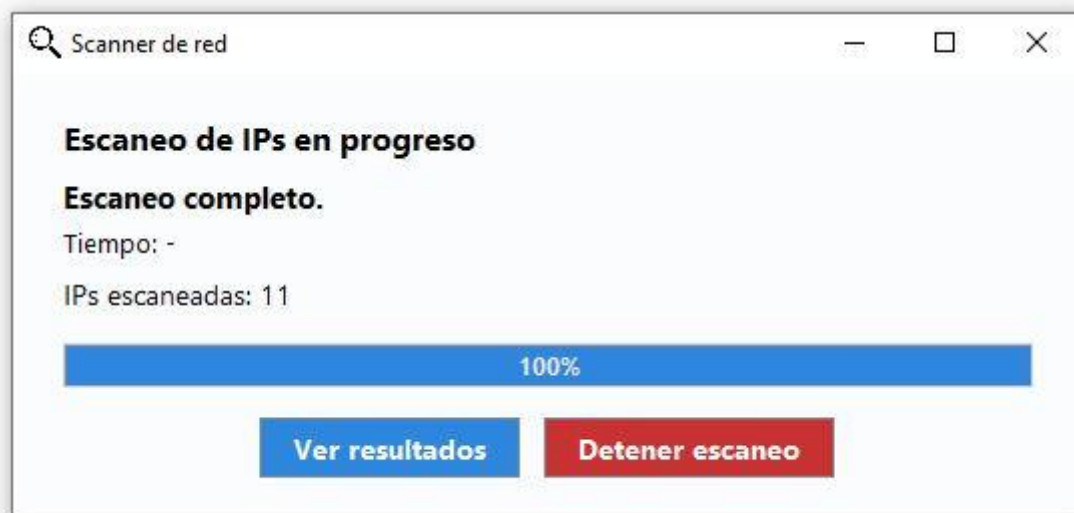 Scanner de red
Escaneo de IPs en progreso
Escaneo completo.
Tiempo: -
IPs escaneadas: 11
100%
Ver resultados
Detener escaneo